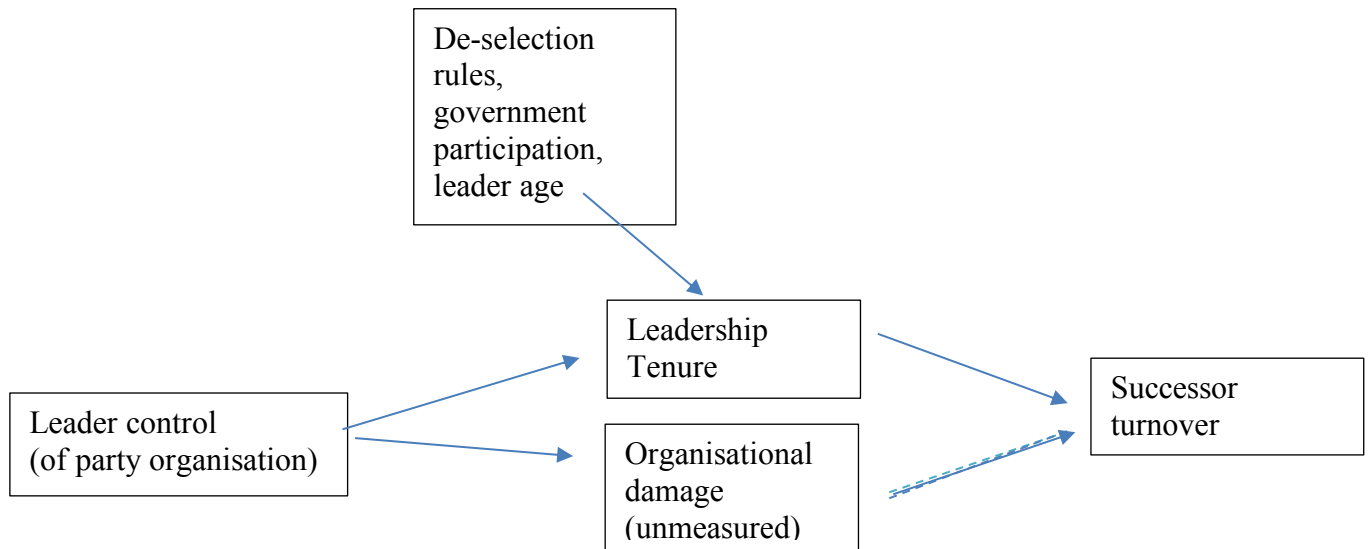 De-selection
rules,
government
participation,
leader age
Leadership
Tenure
Successor
turnover
Leader control
(of party organisation)
Organisational
damage
(unmeasured)